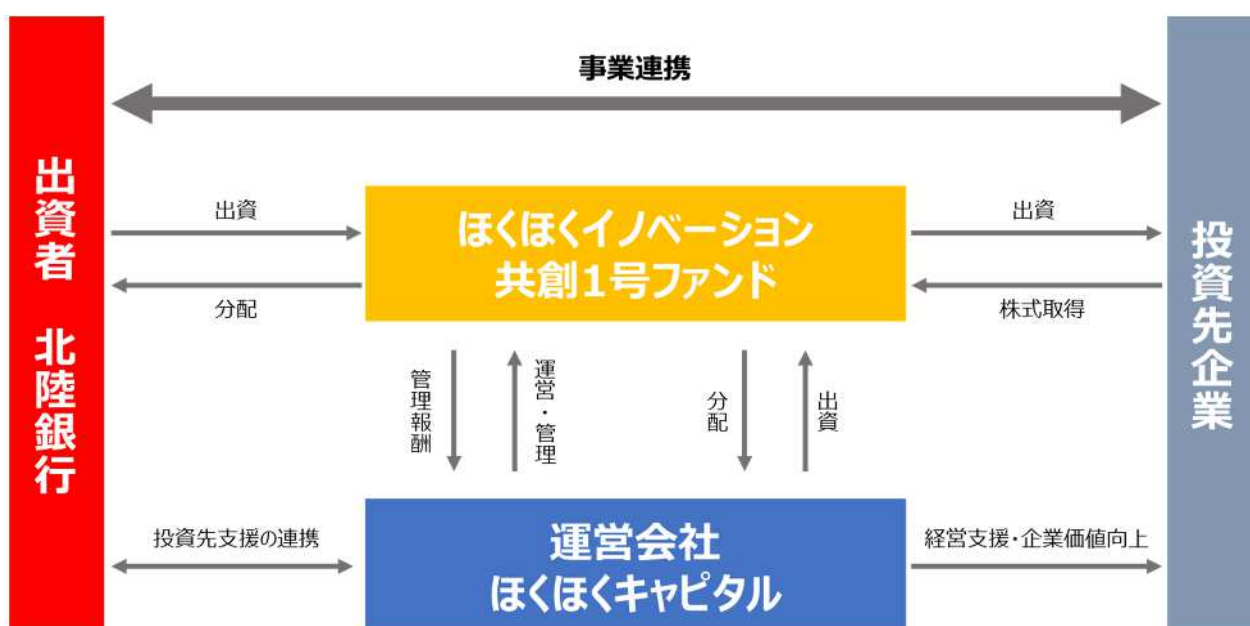 事業連携
出資者 北陸銀行
出資
分配
ほくほくイノベーション
共創1号ファンド
出資
株式取得
投資先企業
管理報酬
運営・管理
分配
出資
投資先支援の連携
運営会社
ほくほくキャピタル
経営支援・企業価値向上